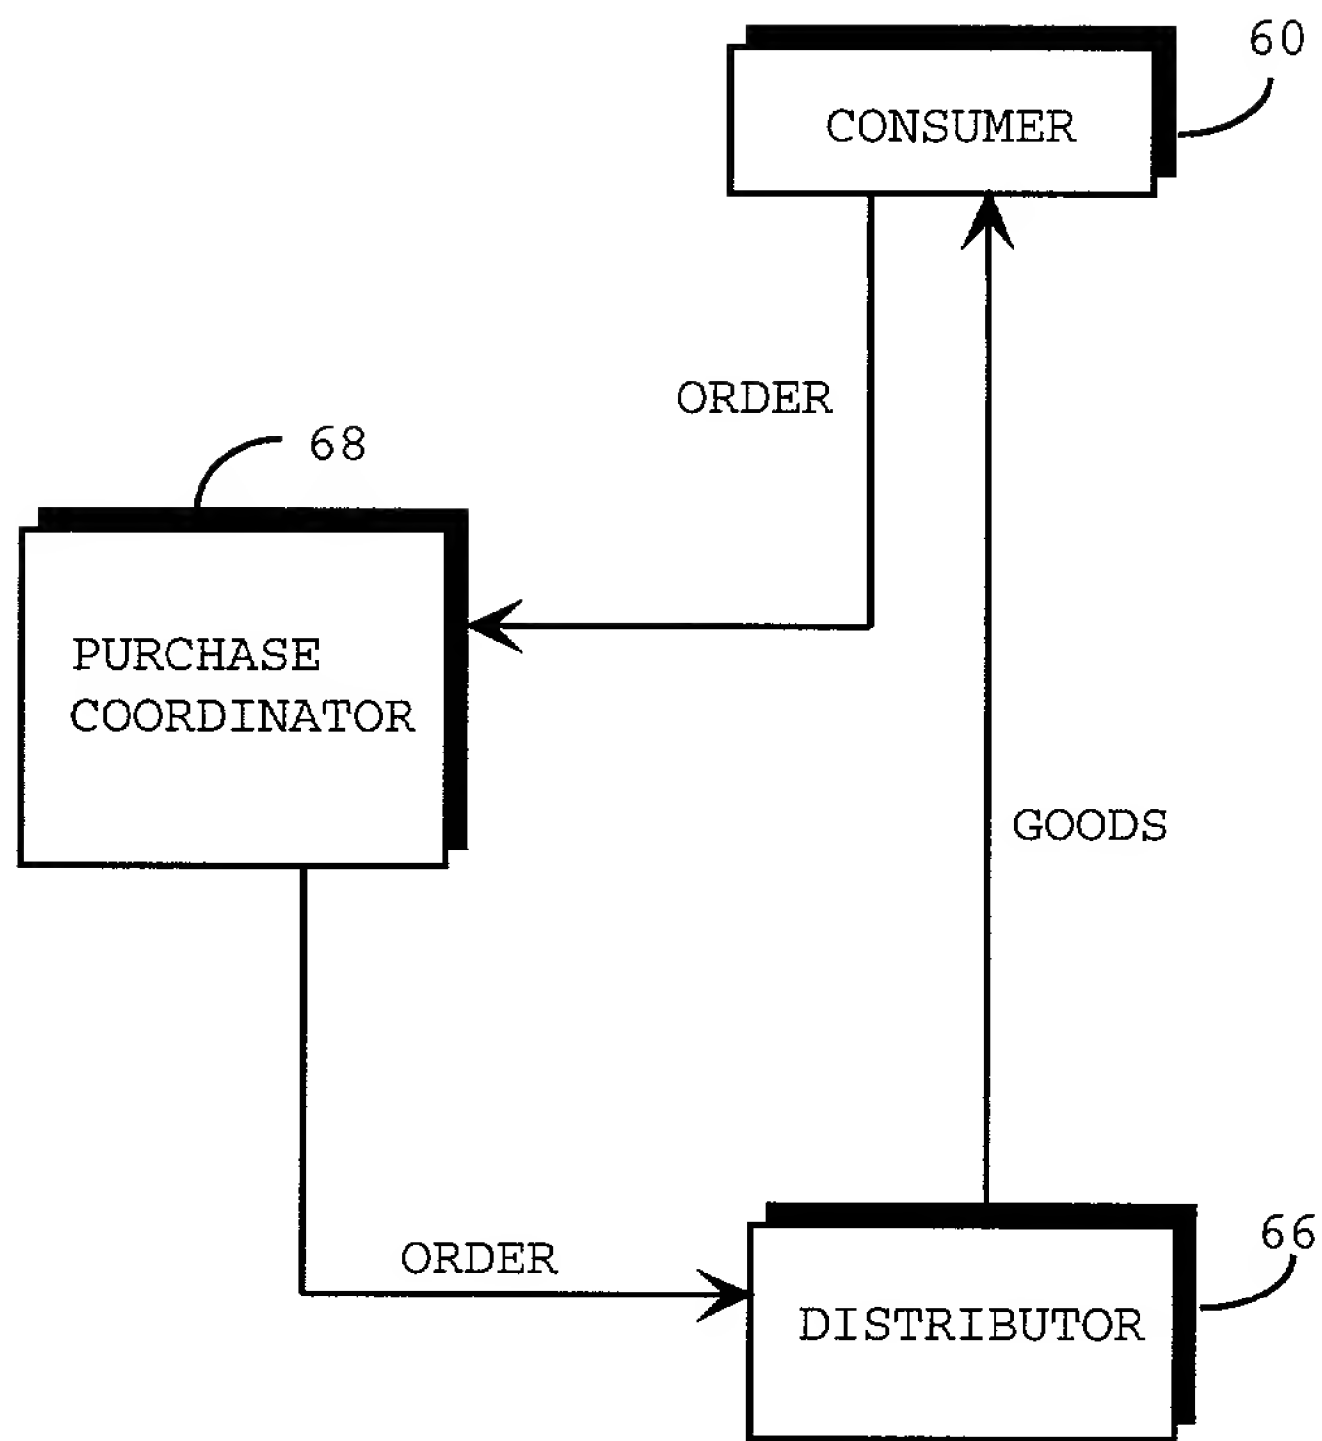 60
CONSUMER
ORDER
68
PURCHASE
COORDINATOR
GOODS
ORDER
66
DISTRIBUTOR